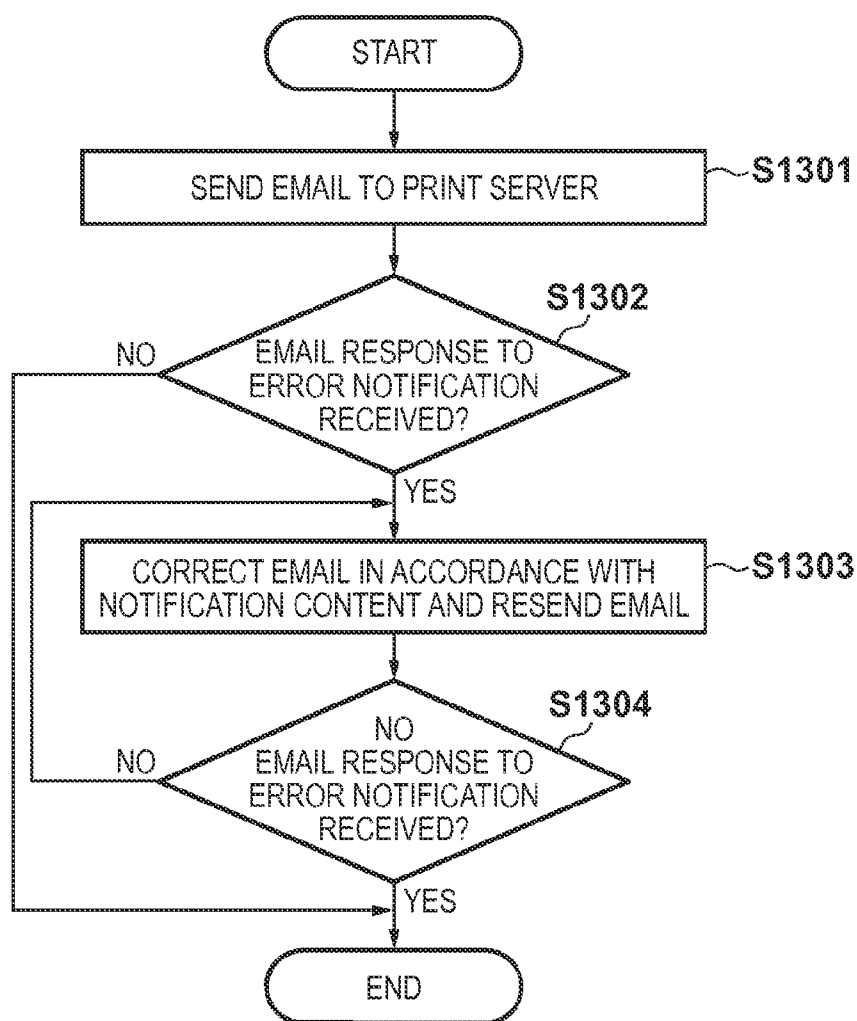 START
SEND EMAIL TO PRINT SERVER
S1301
S1302
NO
EMAIL RESPONSE TO
ERROR NOTIFICATION
RECEIVED?
YES
CORRECT EMAIL IN ACCORDANCE WITH
NOTIFICATION CONTENT AND RESEND EMAIL
S1303
S1304
NO
NO
EMAIL RESPONSE TO
ERROR NOTIFICATION
RECEIVED?
YES
END